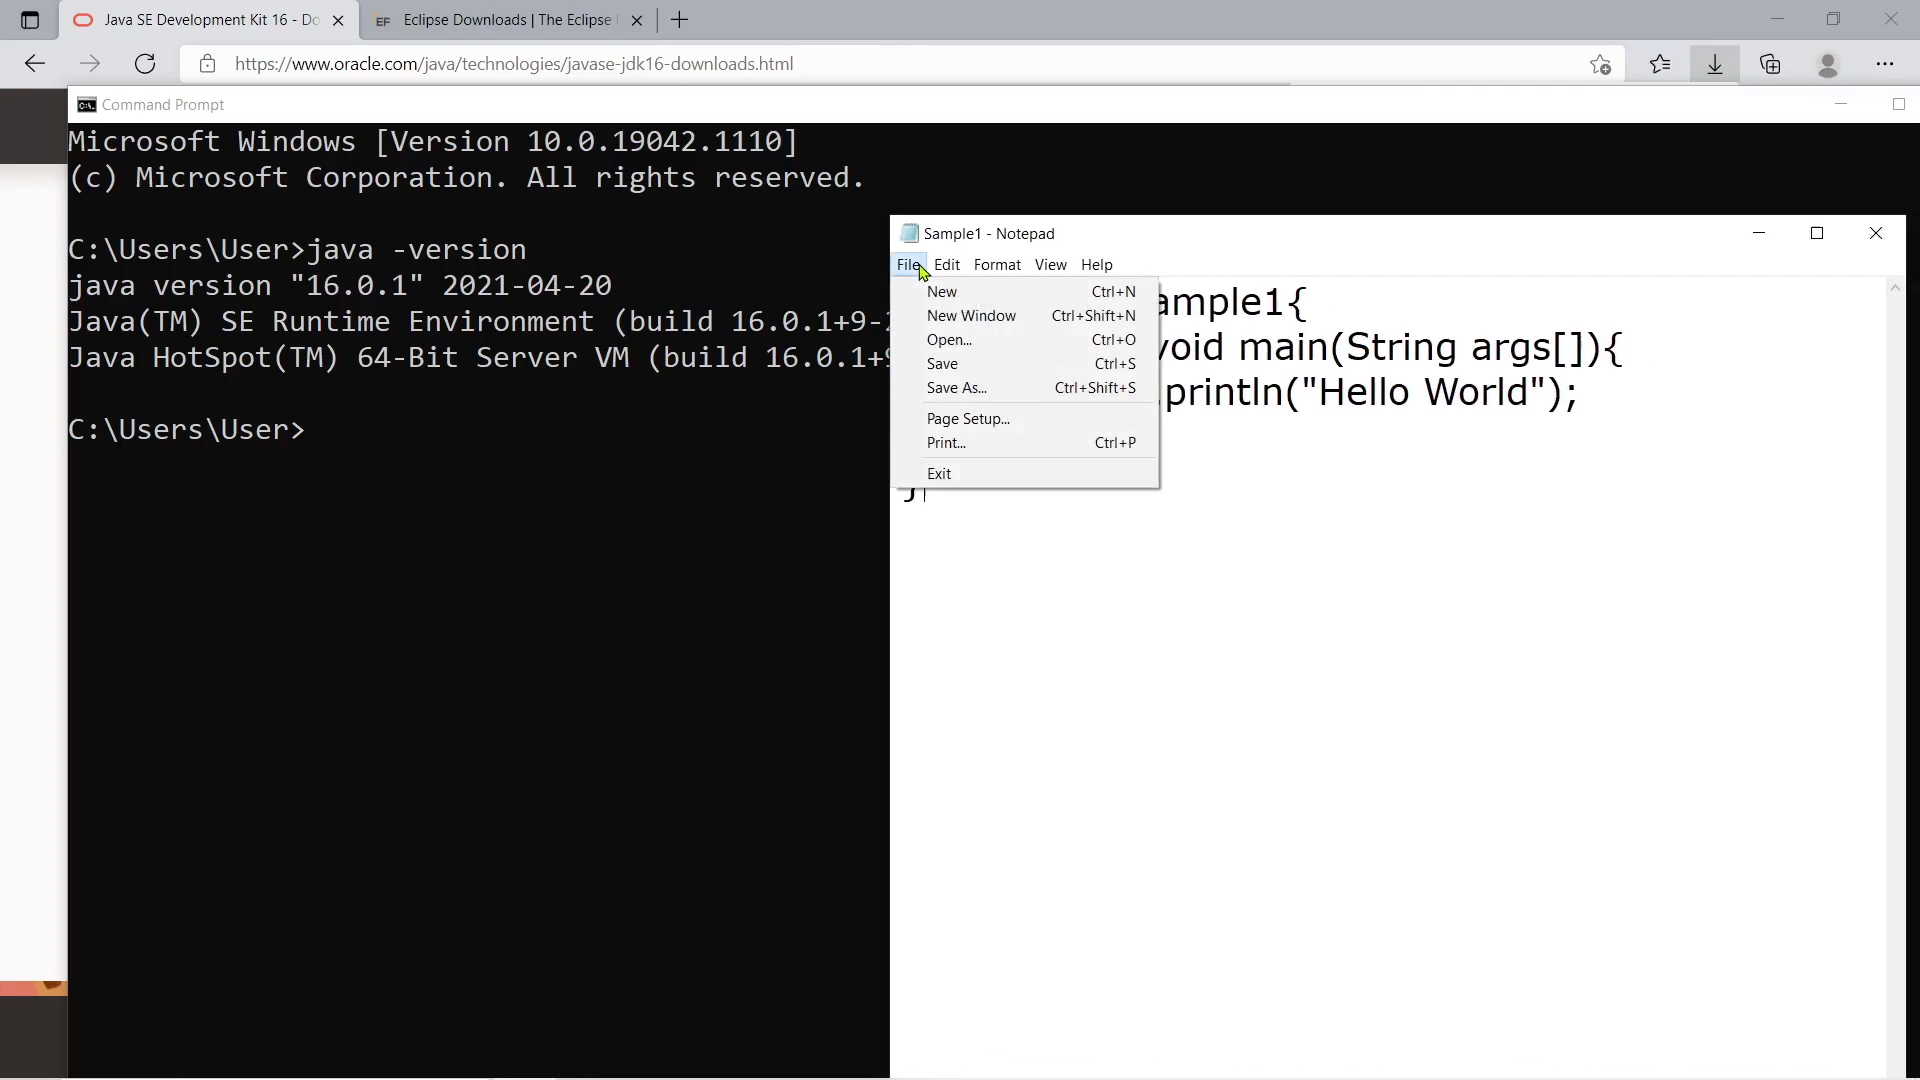 Java SE Development Kit 16 - Do
EF Eclipse Downloads | The Eclipse F
https://www.oracle.com/java/technologies/javase-jdk16-downloads.html
Command Prompt
Microsoft Windows [Version 10.0.19042.1110]
(c) Microsoft Corporation. All rights reserved.
C:\Users\User>java -version
java version "16.0.1" 2021-04-20
Java(TM) SE Runtime Environment (build 16.0.1+9-
Java HotSpot(TM) 64-Bit Server VM (build 16.0.1+9
C:\Users\User>
Sample1 - Notepad
File Edit Format View Help
New Ctrl+N
New Window Ctrl+Shift+N
Open... Ctrl+O
Save Ctrl+S
Save As... Ctrl+Shift+S
Page Setup...
Print... Ctrl+P
Exit
ample1{
void main(String args[]){
.println("Hello World");
}